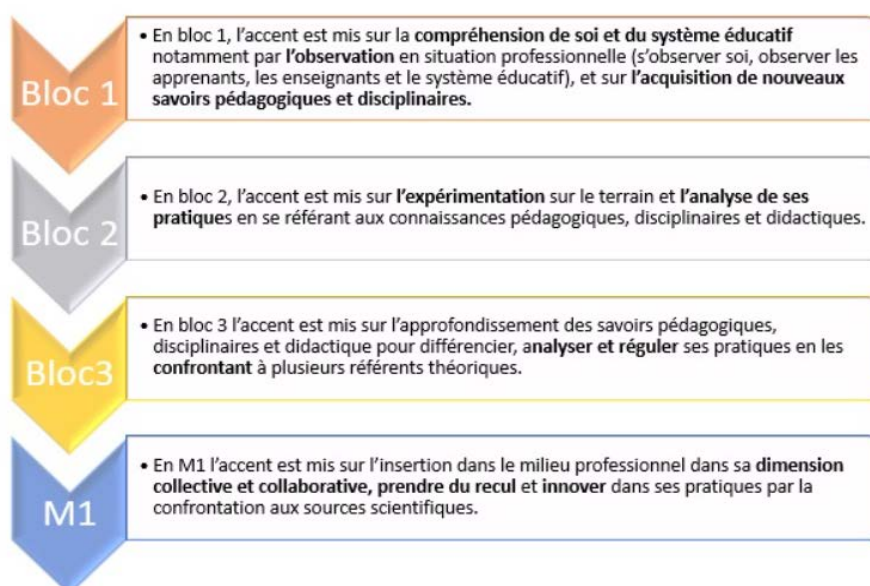 Bloc 1
• En bloc 1, l'accent est mis sur la compréhension de soi et du système éducatif
notamment par l'observation en situation professionnelle (s'observer soi, observer les
apprenants, les enseignants et le système éducatif), et sur l'acquisition de nouveaux
savoirs pédagogiques et disciplinaires.
Bloc 2
• En bloc 2, l'accent est mis sur l'expérimentation sur le terrain et l'analyse de ses
pratiques en se référant aux connaissances pédagogiques, disciplinaires et didactiques.
Bloc3
• En bloc 3 l'accent est mis sur l'approfondissement des savoirs pédagogiques,
disciplinaires et didactique pour différencier, analyser et réguler ses pratiques en les
confrontant à plusieurs référents théoriques.
M1
• En M1 l'accent est mis sur l'insertion dans le milieu professionnel dans sa dimension
collective et collaborative, prendre du recul et innover dans ses pratiques par la
confrontation aux sources scientifiques.